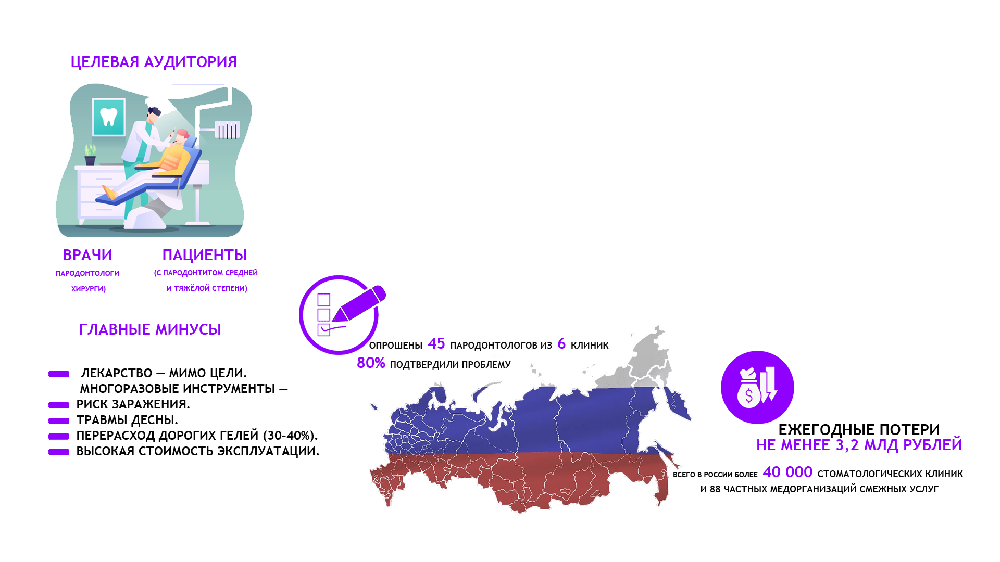 ЦЕЛЕВАЯ АУДИТОРИЯ
ВРАЧИ
ПАРОДОНТОЛОГИ
ХИРУРГИ)
ПАЦИЕНТЫ
(С ПАРОДОНТИТОМ СРЕДНЕЙ
И ТЯЖЁЛОЙ СТЕПЕНИ)
ГЛАВНЫЕ МИНУСЫ
ЛЕКАРСТВО — МИМО ЦЕЛИ.
МНОГОРАЗОВЫЕ ИНСТРУМЕНТЫ —
РИСК ЗАРАЖЕНИЯ.
ТРАВМЫ ДЕСНЫ.
ПЕРЕРАСХОД ДОРОГИХ ГЕЛЕЙ (30–40%).
ВЫСОКАЯ СТОИМОСТЬ ЭКСПЛУАТАЦИИ.
ОПРОШЕНЫ 45 ПАРОДОНТОЛОГОВ ИЗ 6 КЛИНИК
80% ПОДТВЕРДИЛИ ПРОБЛЕМУ
$
ЕЖЕГОДНЫЕ ПОТЕРИ
НЕ МЕНЕЕ 3,2 МЛД РУБЛЕЙ
ВСЕГО В РОССИИ БОЛЕЕ 40 000 СТОМАТОЛОГИЧЕСКИХ КЛИНИК
И 88 ЧАСТНЫХ МЕДОРГАНИЗАЦИЙ СМЕЖНЫХ УСЛУГ